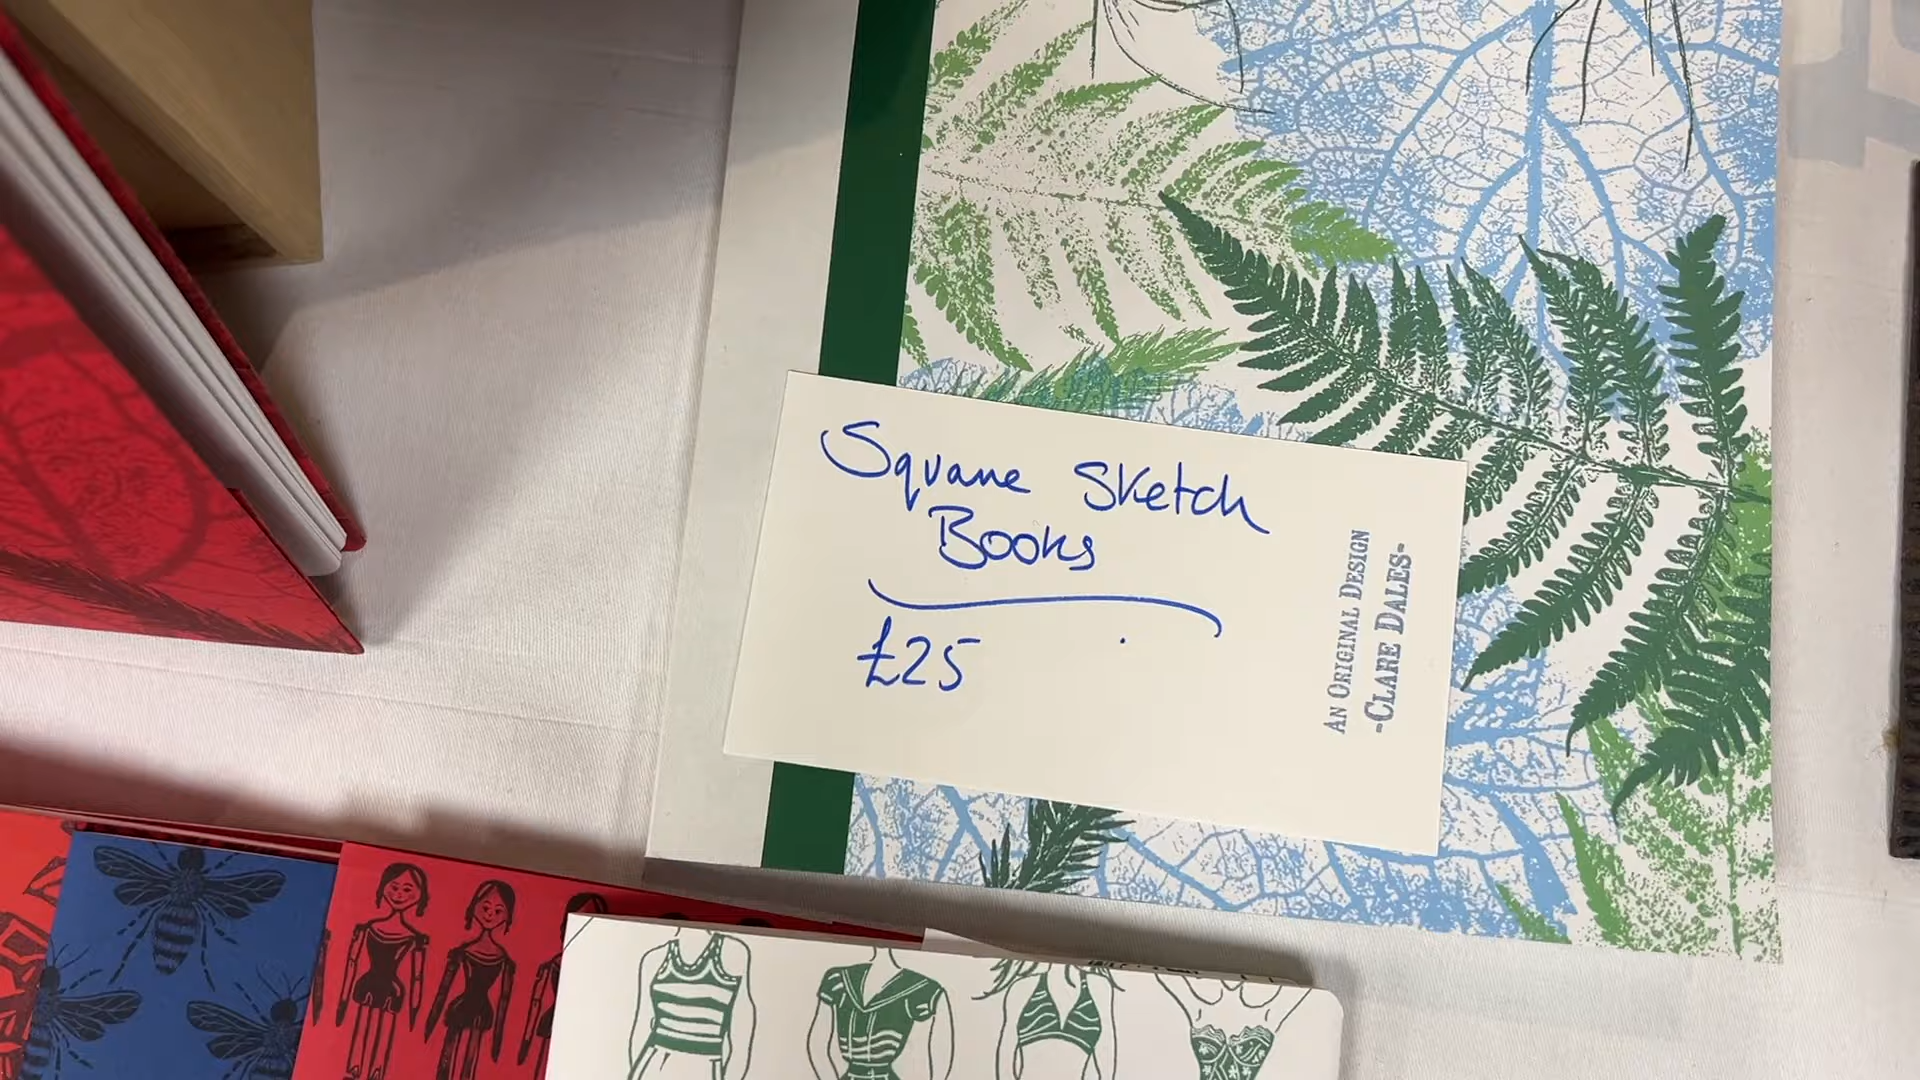 Square Sketch
Books
£25
AN ORIGINAL DESIGN
-CLARE DALES-